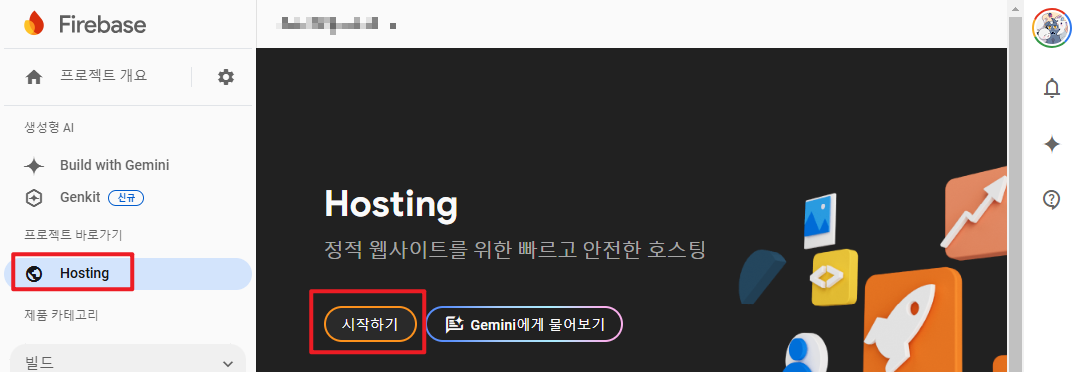 Firebase
프로젝트 개요
생성형 AI
Build with Gemini
Genkit 신규
프로젝트 바로가기
Hosting
제품 카테고리
빌드
Hosting
정적 웹사이트를 위한 빠르고 안전한 호스팅
시작하기
Gemini에게 물어보기